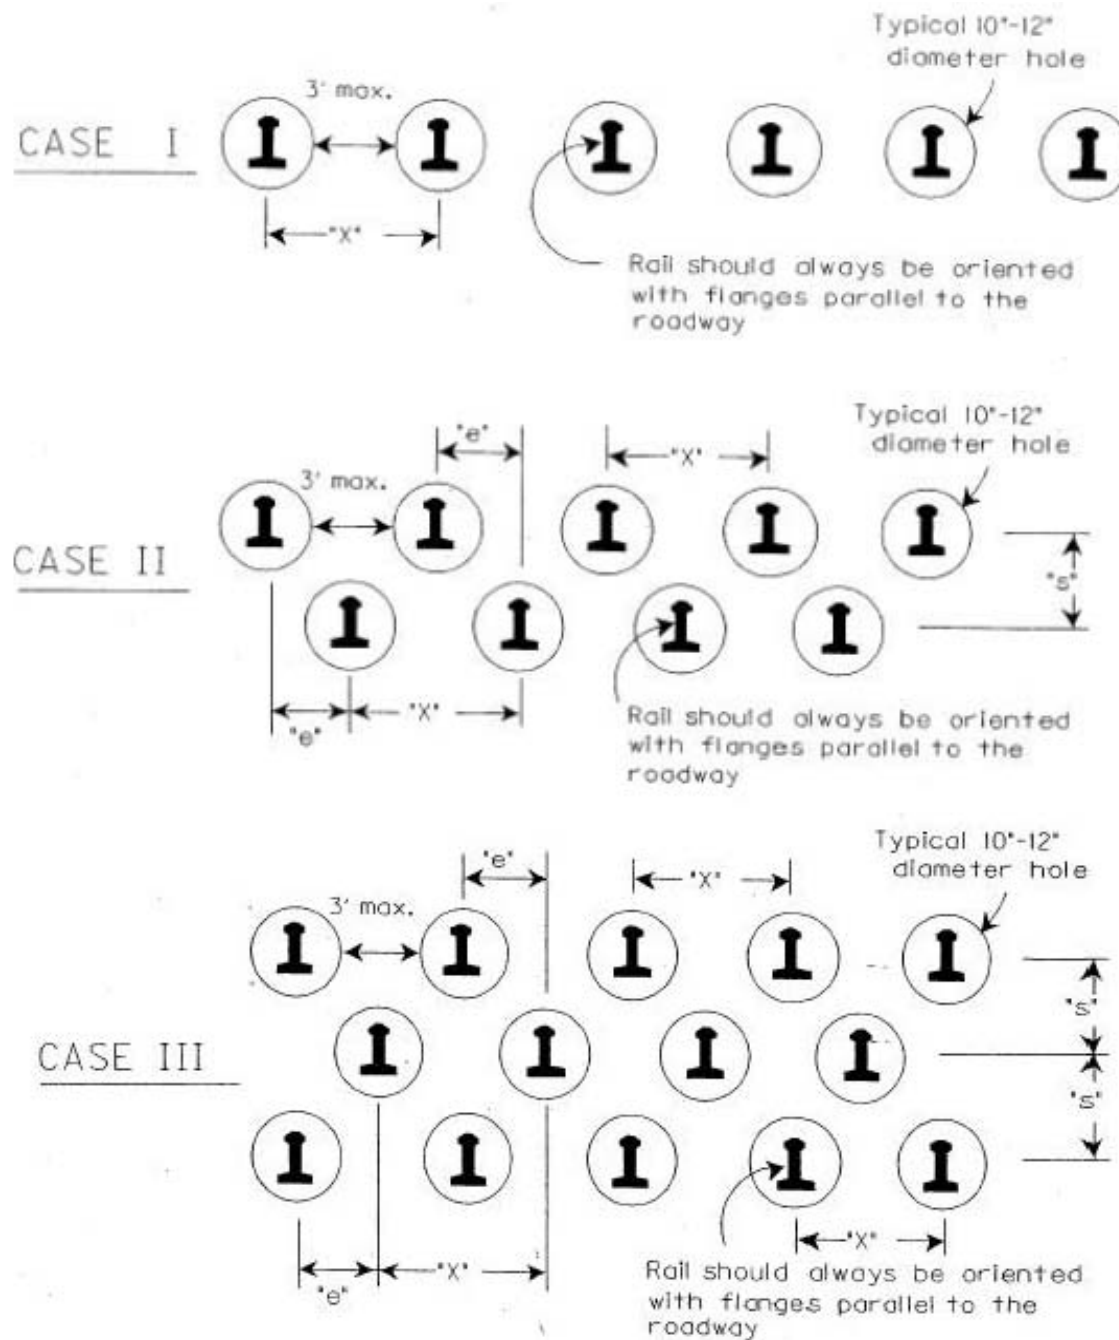 Typical 10"-12"
diameter hole
3' max.
CASE I
"X"
Rail should always be oriented
with flanges parallel to the
roadway
Typical 10"-12"
diameter hole
"e"
"X"
3' max.
CASE II
"s"
"e"
"X"
Rail should always be oriented
with flanges parallel to the
roadway
Typical 10"-12"
diameter hole
"e"
"X"
3' max.
"s"
CASE III
"s"
"X"
"e"
"X"
Rail should always be oriented
with flanges parallel to the
roadway